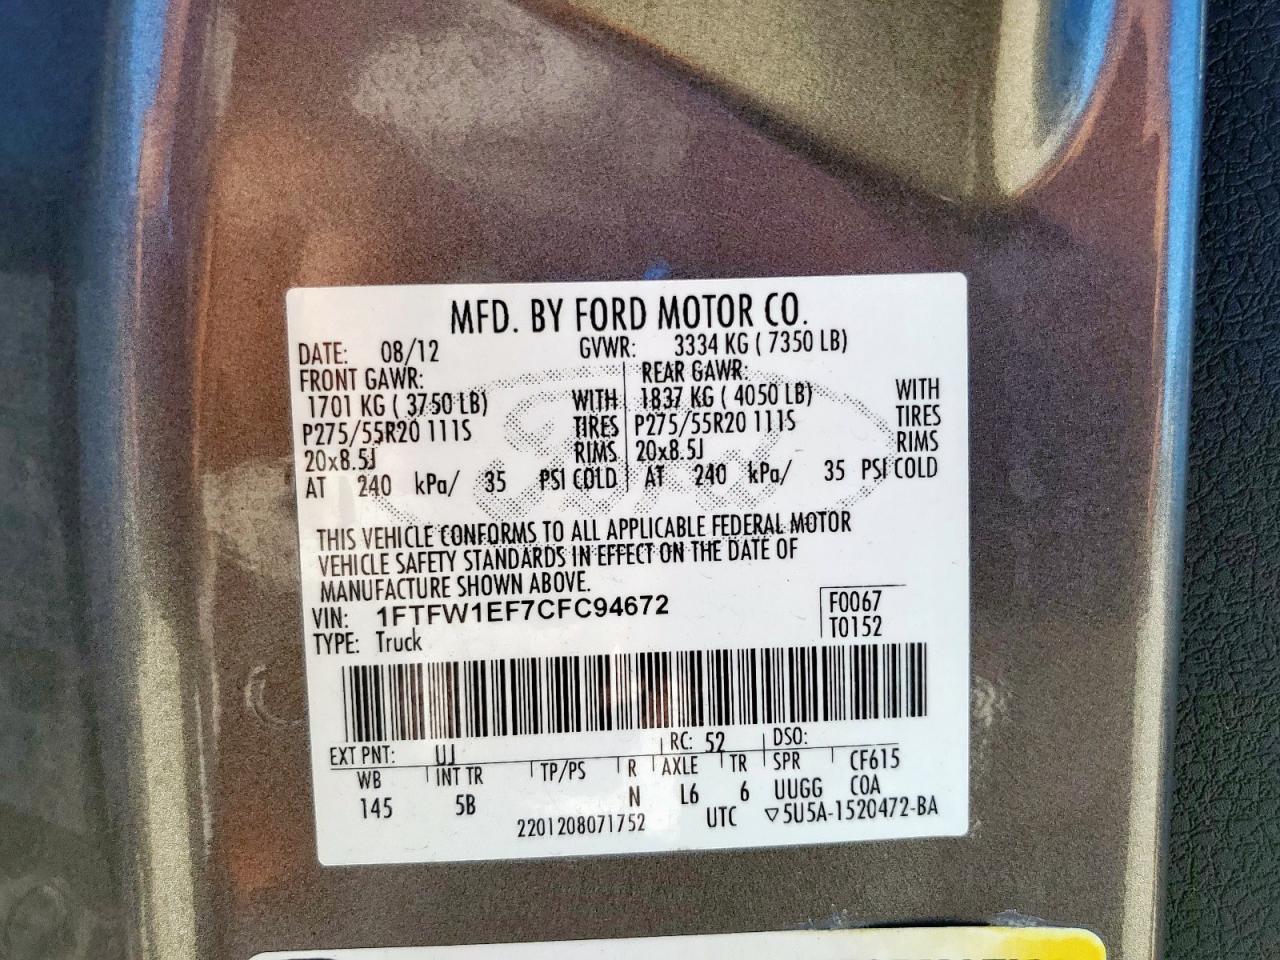 MFD. BY FORD MOTOR CO.
DATE: 08/12 GVWR: 3334 KG ( 7350 LB)
FRONT GAWR: REAR GAWR:
1701 KG ( 3750 LB) WITH 1837 KG ( 4050 LB) WITH
P275/55R20 111S TIRES P275/55R20 111S TIRES
20x8.5J RIMS 20x8.5J RIMS
AT 240 kPa/ 35 PSI COLD AT 240 kPa/ 35 PSI COLD
THIS VEHICLE CONFORMS TO ALL APPLICABLE FEDERAL MOTOR
VEHICLE SAFETY STANDARDS IN EFFECT ON THE DATE OF
MANUFACTURE SHOWN ABOVE.
VIN: 1FTFW1EF7CFC94672 F0067
TYPE: Truck T0152
EXT PNT: UJ RC: 52 DSO:
WB INT TR TP/PS R AXLE TR SPR CF615
145 5B N L6 6 UUGG COA
2201208071752 UTC ▽5U5A-1520472-BA